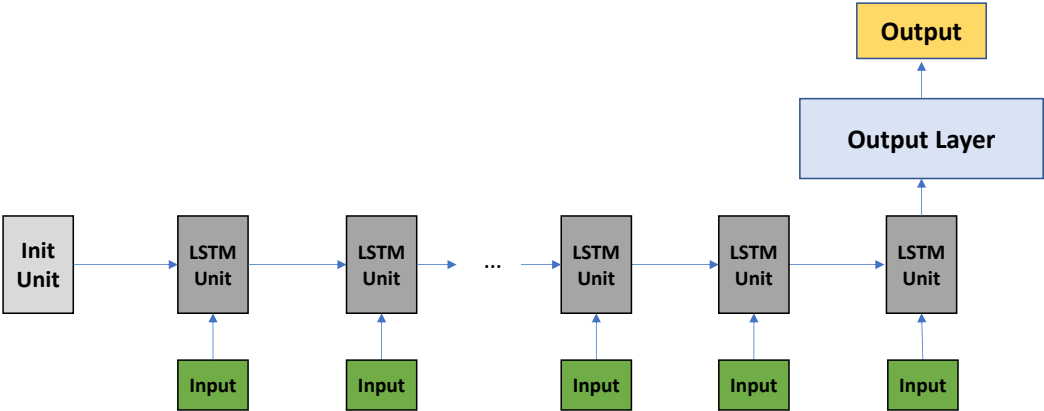 Output
Output Layer
Init
Unit
LSTM
Unit
LSTM
Unit
...
LSTM
Unit
LSTM
Unit
LSTM
Unit
Input
Input
Input
Input
Input